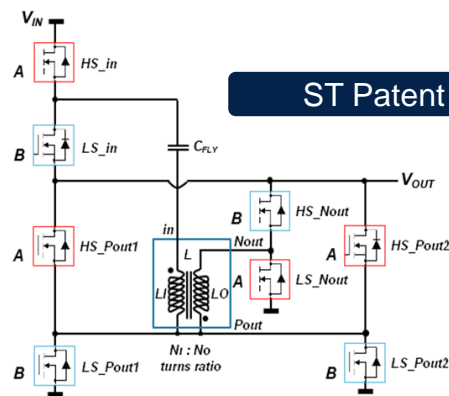 VIN
A HS_in
ST Patent
B LS_in
CFLY
VOUT
in
B HS_Nout
Nout
A HS_Pout1
L
A HS_Pout2
LI LO
A LS_Nout
Pout
NI : No
turns ratio
B LS_Pout1
B LS_Pout2